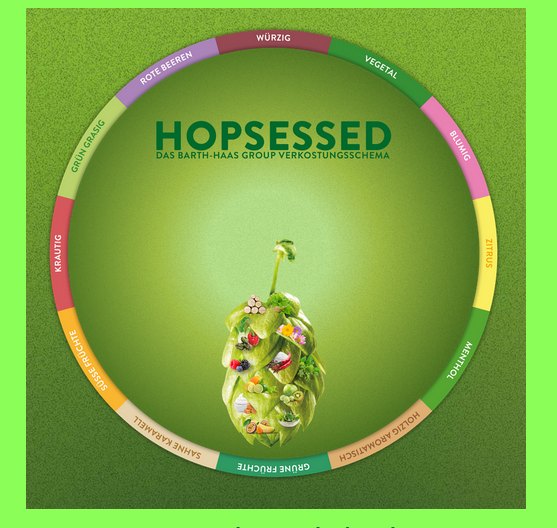 HOPSESSED
DAS BARTH-HAAS GROUP VERKOSTUNGSSCHEMA
WÜRZIG
VEGETAL
BLUMIG
ZITRUS
MENTHOL
HOLZIG AROMATISCH
GRÜNE FRÜCHTE
SAHNE KARAMELL
SÜSSE FRÜCHTE
KRAUTIG
GRÜN GRASIG
ROTE BEEREN